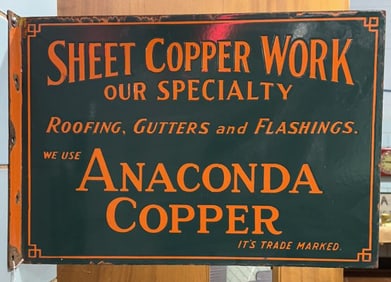 SHEET COPPER WORK
OUR SPECIALTY
ROOFING, GUTTERS and FLASHINGS.
WE USE ANACONDA
COPPER
IT'S TRADE MARKED.